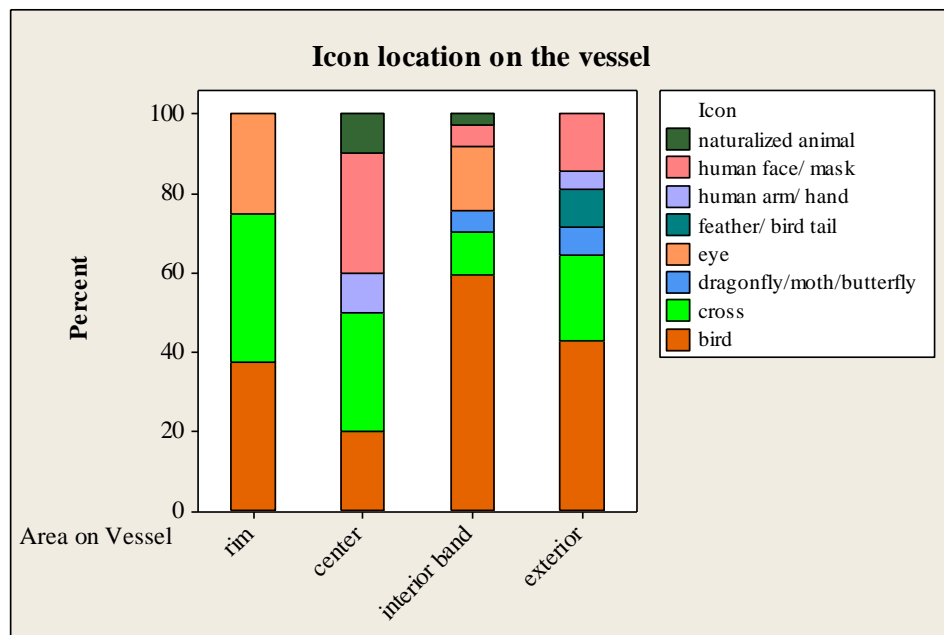 Icon location on the vessel
100
80
60
40
20
0
Percent
Area on Vessel
rim
center
interior band
exterior
Icon
naturalized animal
human face/ mask
human arm/ hand
feather/ bird tail
eye
dragonfly/moth/butterfly
cross
bird